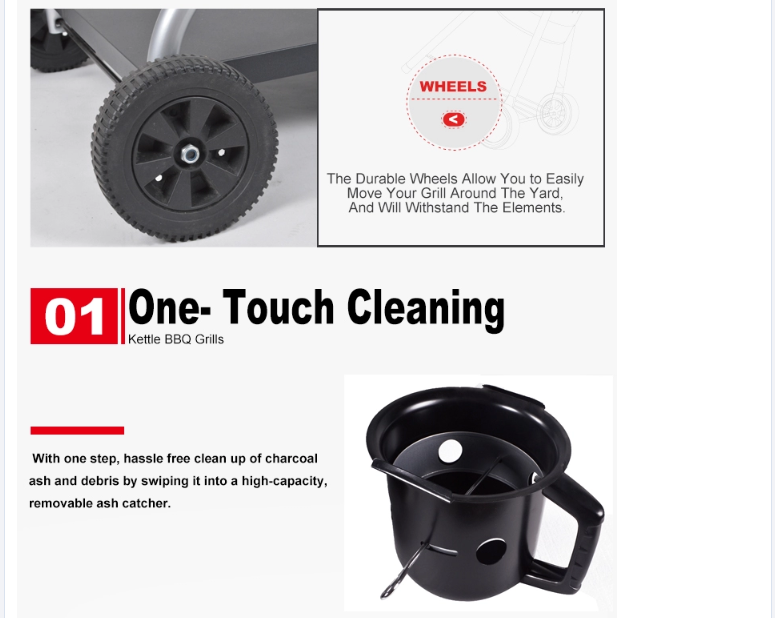 WHEELS
The Durable Wheels Allow You to Easily
Move Your Grill Around The Yard,
And Will Withstand The Elements.
01
One- Touch Cleaning
Kettle BBQ Grills
With one step, hassle free clean up of charcoal
ash and debris by swiping it into a high-capacity,
removable ash catcher.